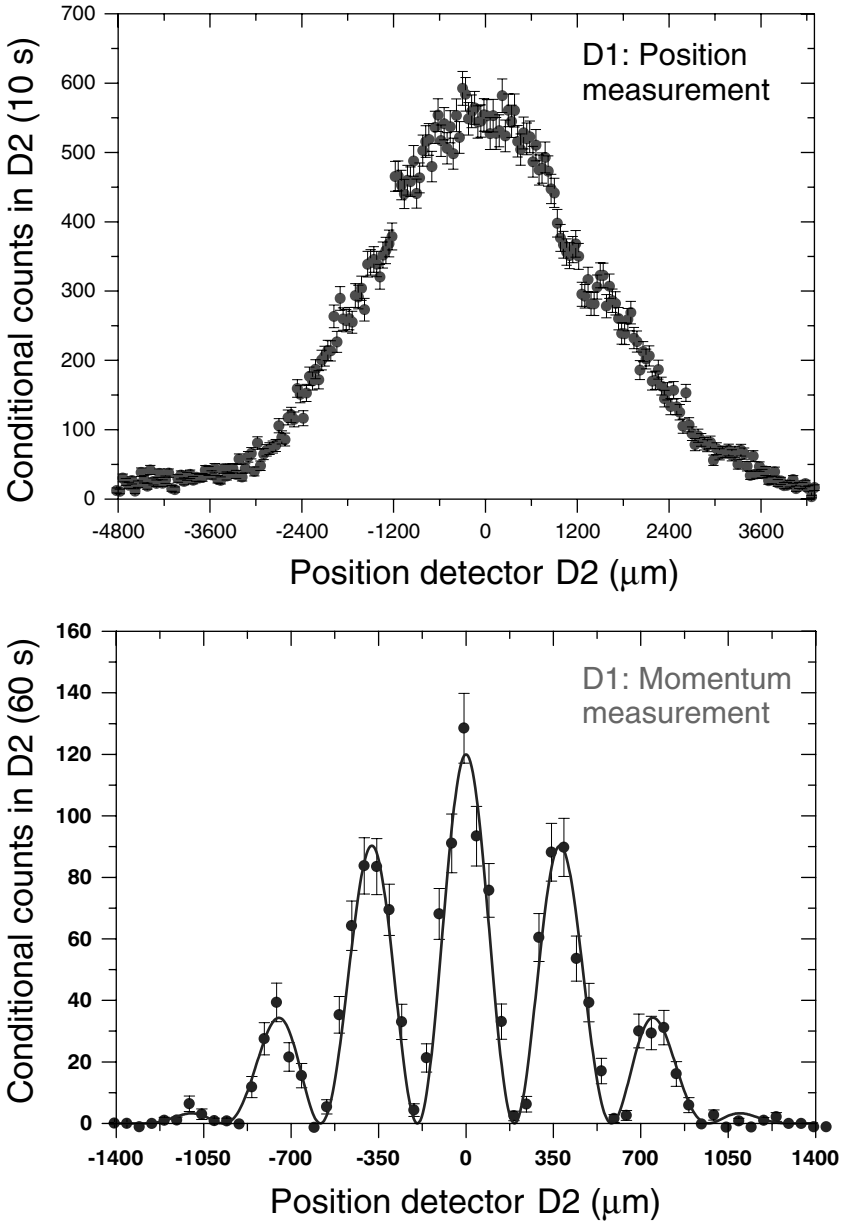 700
600
500
400
300
200
100
0
Conditional counts in D2 (10 s)
D1: Position
measurement
-4800 -3600 -2400 -1200 0 1200 2400 3600
Position detector D2 (μm)
160
140
120
100
80
60
40
20
0
Conditional counts in D2 (60 s)
D1: Momentum
measurement
-1400 -1050 -700 -350 0 350 700 1050 1400
Position detector D2 (μm)